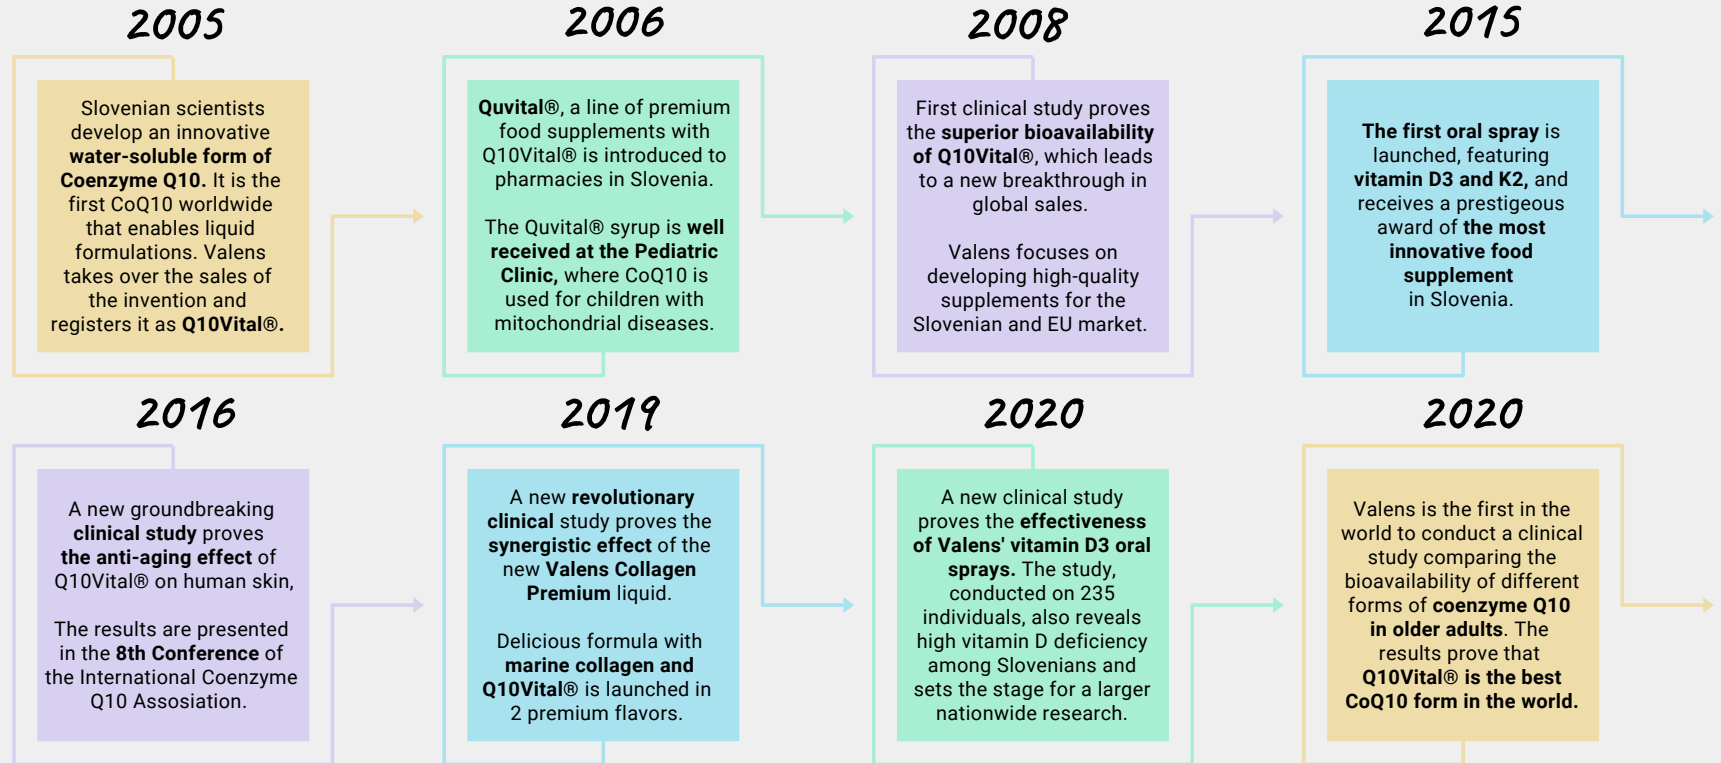 2005
Slovenian scientists
develop an innovative
water-soluble form of
Coenzyme Q10. It is the
first CoQ10 worldwide
that enables liquid
formulations. Valens
takes over the sales of
the invention and
registers it as Q10Vital®.
2006
Quvital®, a line of premium
food supplements with
Q10Vital® is introduced to
pharmacies in Slovenia.
The Quvital® syrup is well
received at the Pediatric
Clinic, where CoQ10 is
used for children with
mitochondrial diseases.
2008
First clinical study proves
the superior bioavailability
of Q10Vital®, which leads
to a new breakthrough in
global sales.
Valens focuses on
developing high-quality
supplements for the
Slovenian and EU market.
2015
The first oral spray is
launched, featuring
vitamin D3 and K2, and
receives a prestigeous
award of the most
innovative food
supplement
in Slovenia.
2016
A new groundbreaking
clinical study proves
the anti-aging effect of
Q10Vital® on human skin,
The results are presented
in the 8th Conference of
the International Coenzyme
Q10 Assosiation.
2019
A new revolutionary
clinical study proves the
synergistic effect of the
new Valens Collagen
Premium liquid.
Delicious formula with
marine collagen and
Q10Vital® is launched in
2 premium flavors.
2020
A new clinical study
proves the effectiveness
of Valens' vitamin D3 oral
sprays. The study,
conducted on 235
individuals, also reveals
high vitamin D deficiency
among Slovenians and
sets the stage for a larger
nationwide research.
2020
Valens is the first in the
world to conduct a clinical
study comparing the
bioavailability of different
forms of coenzyme Q10
in older adults. The
results prove that
Q10Vital® is the best
CoQ10 form in the world.